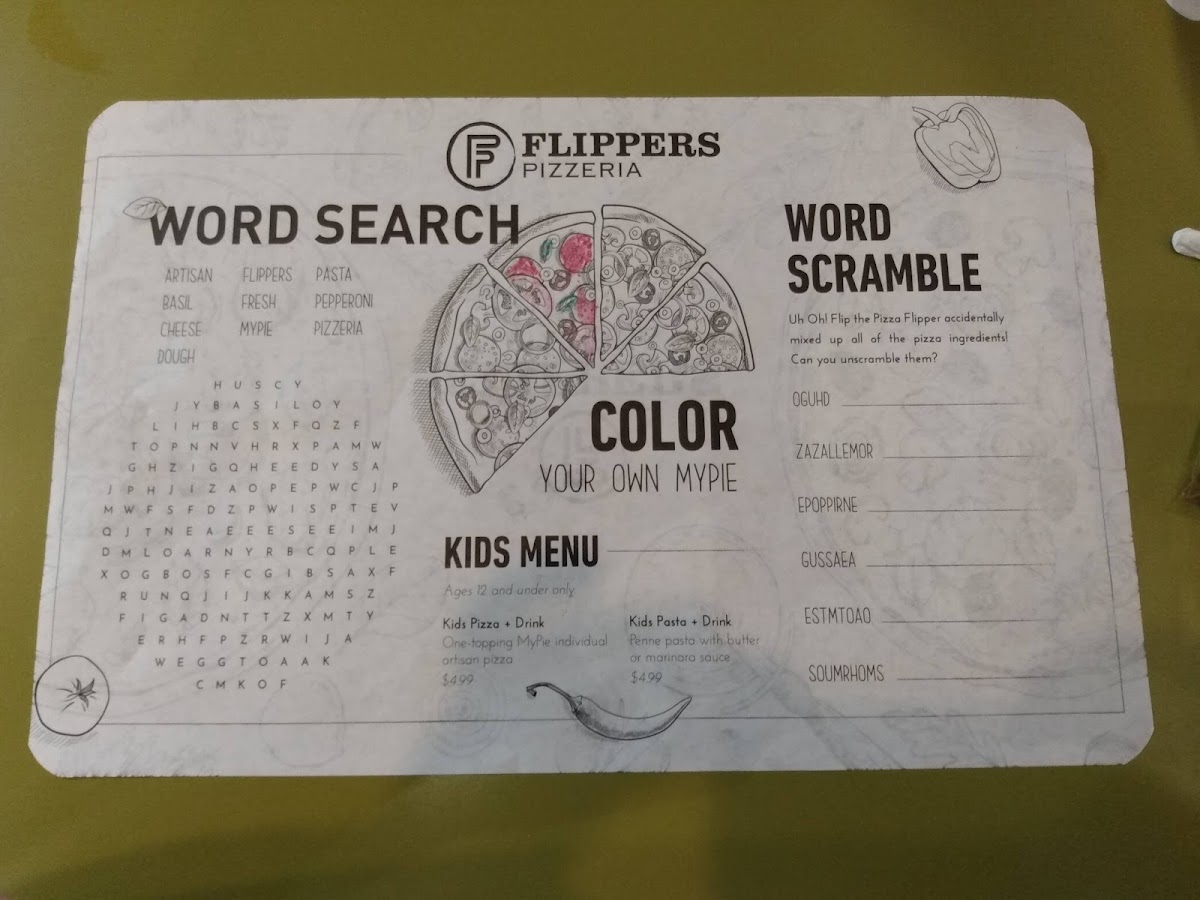 FLIPPERS
PIZZERIA
WORD SEARCH
ARTISAN FLIPPERS PASTA
BASIL FRESH PEPPERONI
CHEESE MYPIE PIZZERIA
DOUGH
H U S C Y
J Y B A S I L O Y
L I H B C S X F Q Z F
T O P N N V H R X P A M W
G H Z I G Q H E E D Y S A
J P H J I Z A O P E P W C J P
M W F S F D Z P W I S P T E V
Q J T N E A E E E S E E I M J
D M L O A R N Y R B C Q P L E
X O G B O S F C G I B S A X F
R U N Q J I J K K A M S Z
F I G A D N T T Z X M T Y
E R H F P Z R W I J A
W E G G T O A A K
C M K O F
COLOR
YOUR OWN MYPIE
KIDS MENU
Ages 12 and under only
Kids Pizza + Drink
One-topping MyPie individual
artisan pizza
$4.99
Kids Pasta + Drink
Penne pasta with butter
or marinara sauce
$4.99
WORD
SCRAMBLE
Uh Oh! Flip the Pizza Flipper accidentally
mixed up all of the pizza ingredients!
Can you unscramble them?
OGUHD
ZAZALLEMOR
EPOPPIRNE
GUSSAEA
ESTMTOAO
SOUMRHOMS